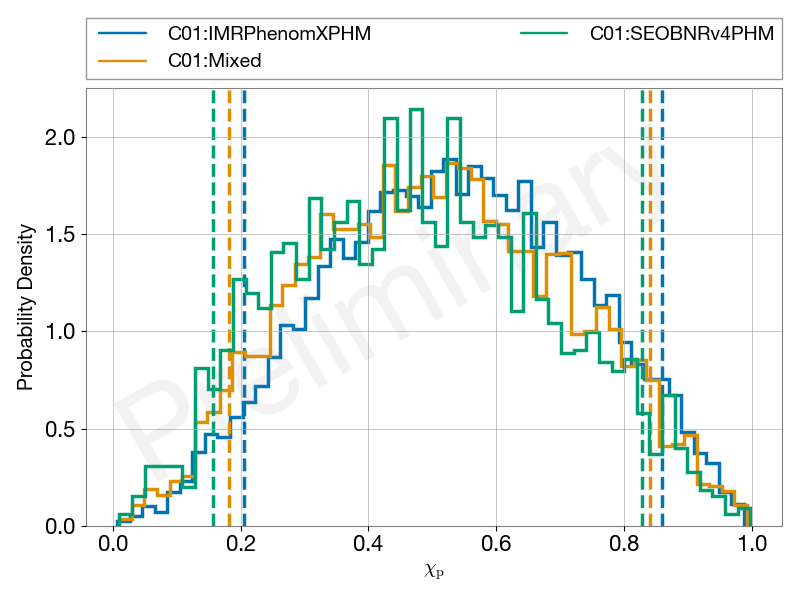 C01:IMRPhenomXPHM
C01:Mixed
C01:SEOBNRv4PHM
Preliminary
Probability Density
2.0
1.5
1.0
0.5
0.0
0.0 0.2 0.4 0.6 0.8 1.0
χp